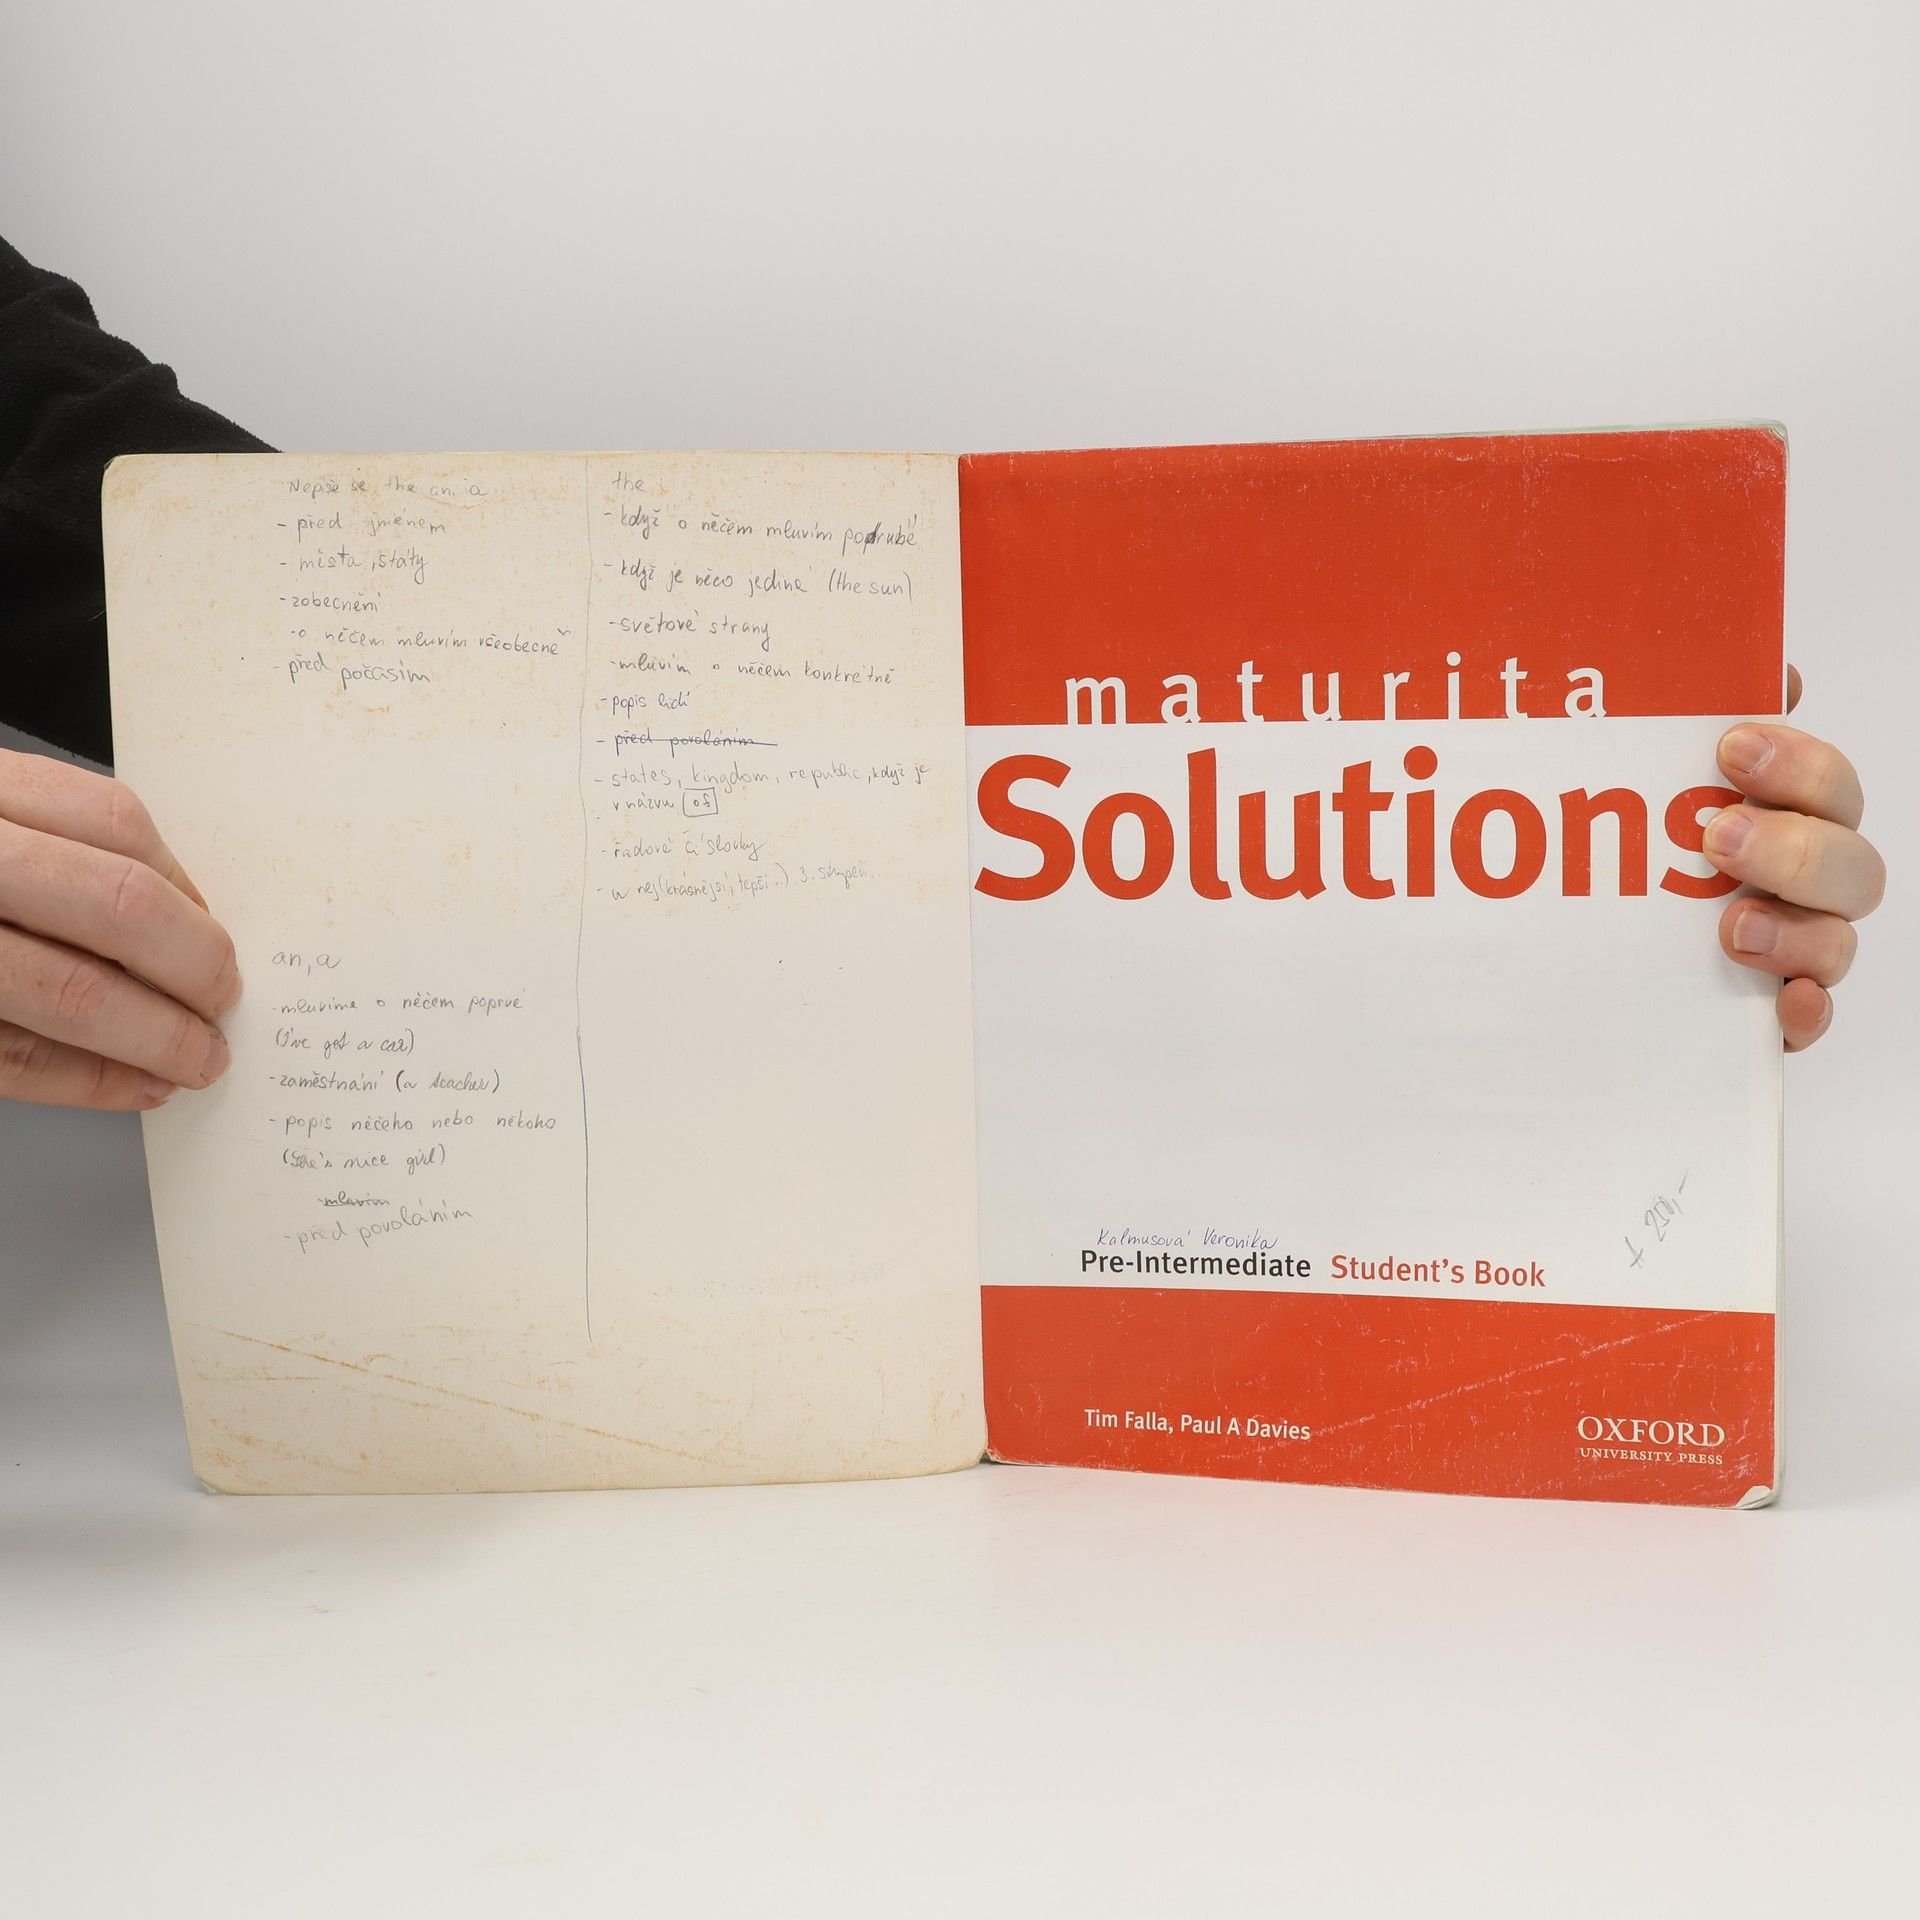 Nepíše se the an, a
- před jménem
- místa, státy
- zobecnění
- o něčem mluvím všeobecně
- před počasím
an, a
- mluvíme o něčem poprvé
(I've got a car)
- zaměstnání (a teacher)
- popis něčeho nebo někoho
(She's nice girl)
- mluvím
- před povoláním
the
- když o něčem mluvím podruhé
- když je něco jediné (the sun)
- světové strany
- mluvím o něčem konkrétně
- popis lidí
- před povoláním
- states, kingdom, republic, když je
v názvu of
- řadové číslovky
- u nej (krásnější, lepší...) 3. stupeň
maturita
Solutions
Kalmusová Veronika
Pre-Intermediate Student's Book
250,-
Tim Falla, Paul A Davies
OXFORD
UNIVERSITY PRESS